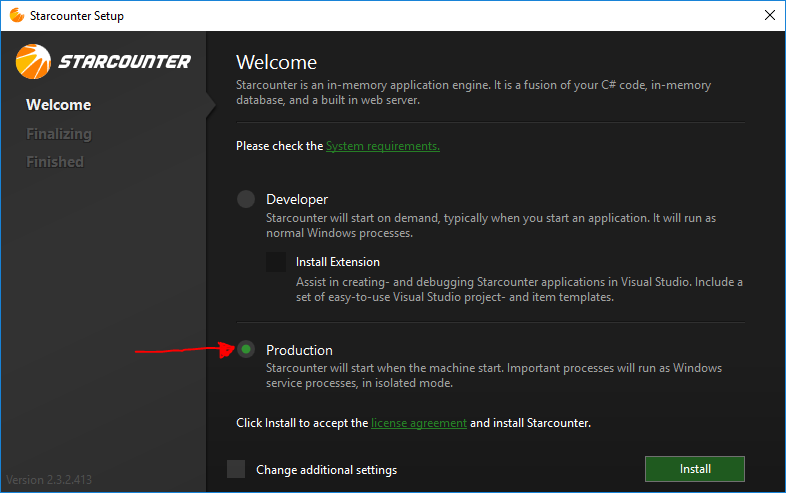 Starcounter Setup
STARCOUNTER
Welcome
Finalizing
Finished
Version 2.3.2.413
Welcome
Starcounter is an in-memory application engine. It is a fusion of your C# code, in-memory
database, and a built in web server.
Please check the System requirements.
Developer
Starcounter will start on demand, typically when you start an application. It will run as
normal Windows processes.
Install Extension
Assist in creating- and debugging Starcounter applications in Visual Studio. Include a
set of easy-to-use Visual Studio project- and item templates.
Production
Starcounter will start when the machine start. Important processes will run as Windows
service processes, in isolated mode.
Click Install to accept the license agreement and install Starcounter.
Change additional settings
Install